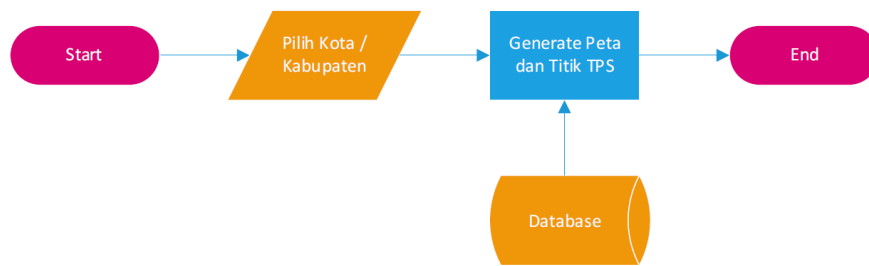 Start
Pilih Kota /
Kabupaten
Generate Peta
dan Titik TPS
End
Database